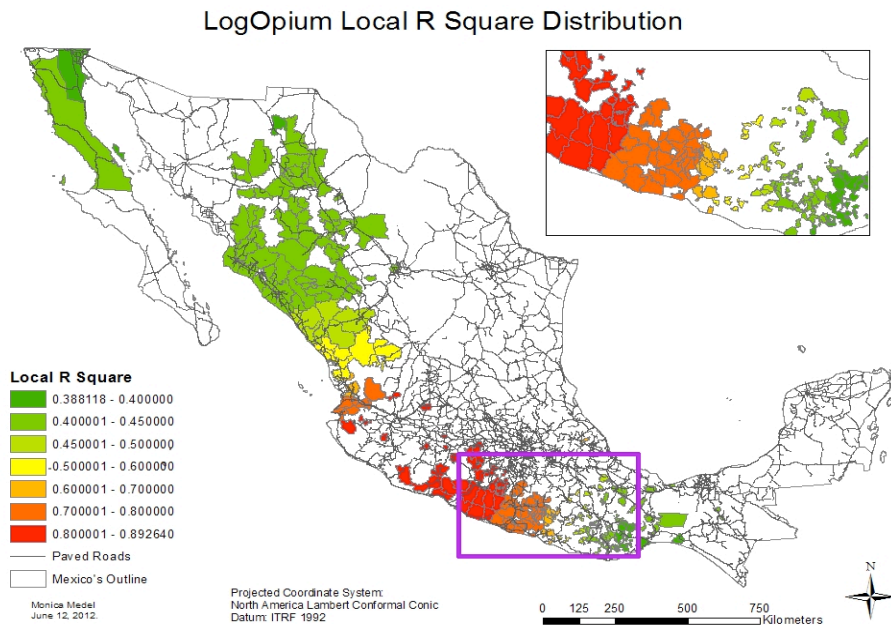 LogOpium Local R Square Distribution
Local R Square
0.388118 - 0.400000
0.400001 - 0.450000
0.450001 - 0.500000
0.500001 - 0.600000
0.600001 - 0.700000
0.700001 - 0.800000
0.800001 - 0.892640
Paved Roads
Mexico's Outline
Monica Medel
June 12, 2012.
Projected Coordinate System:
North America Lambert Conformal Conic
Datum: ITRF 1992
N
0 125 250 500 750
Kilometers